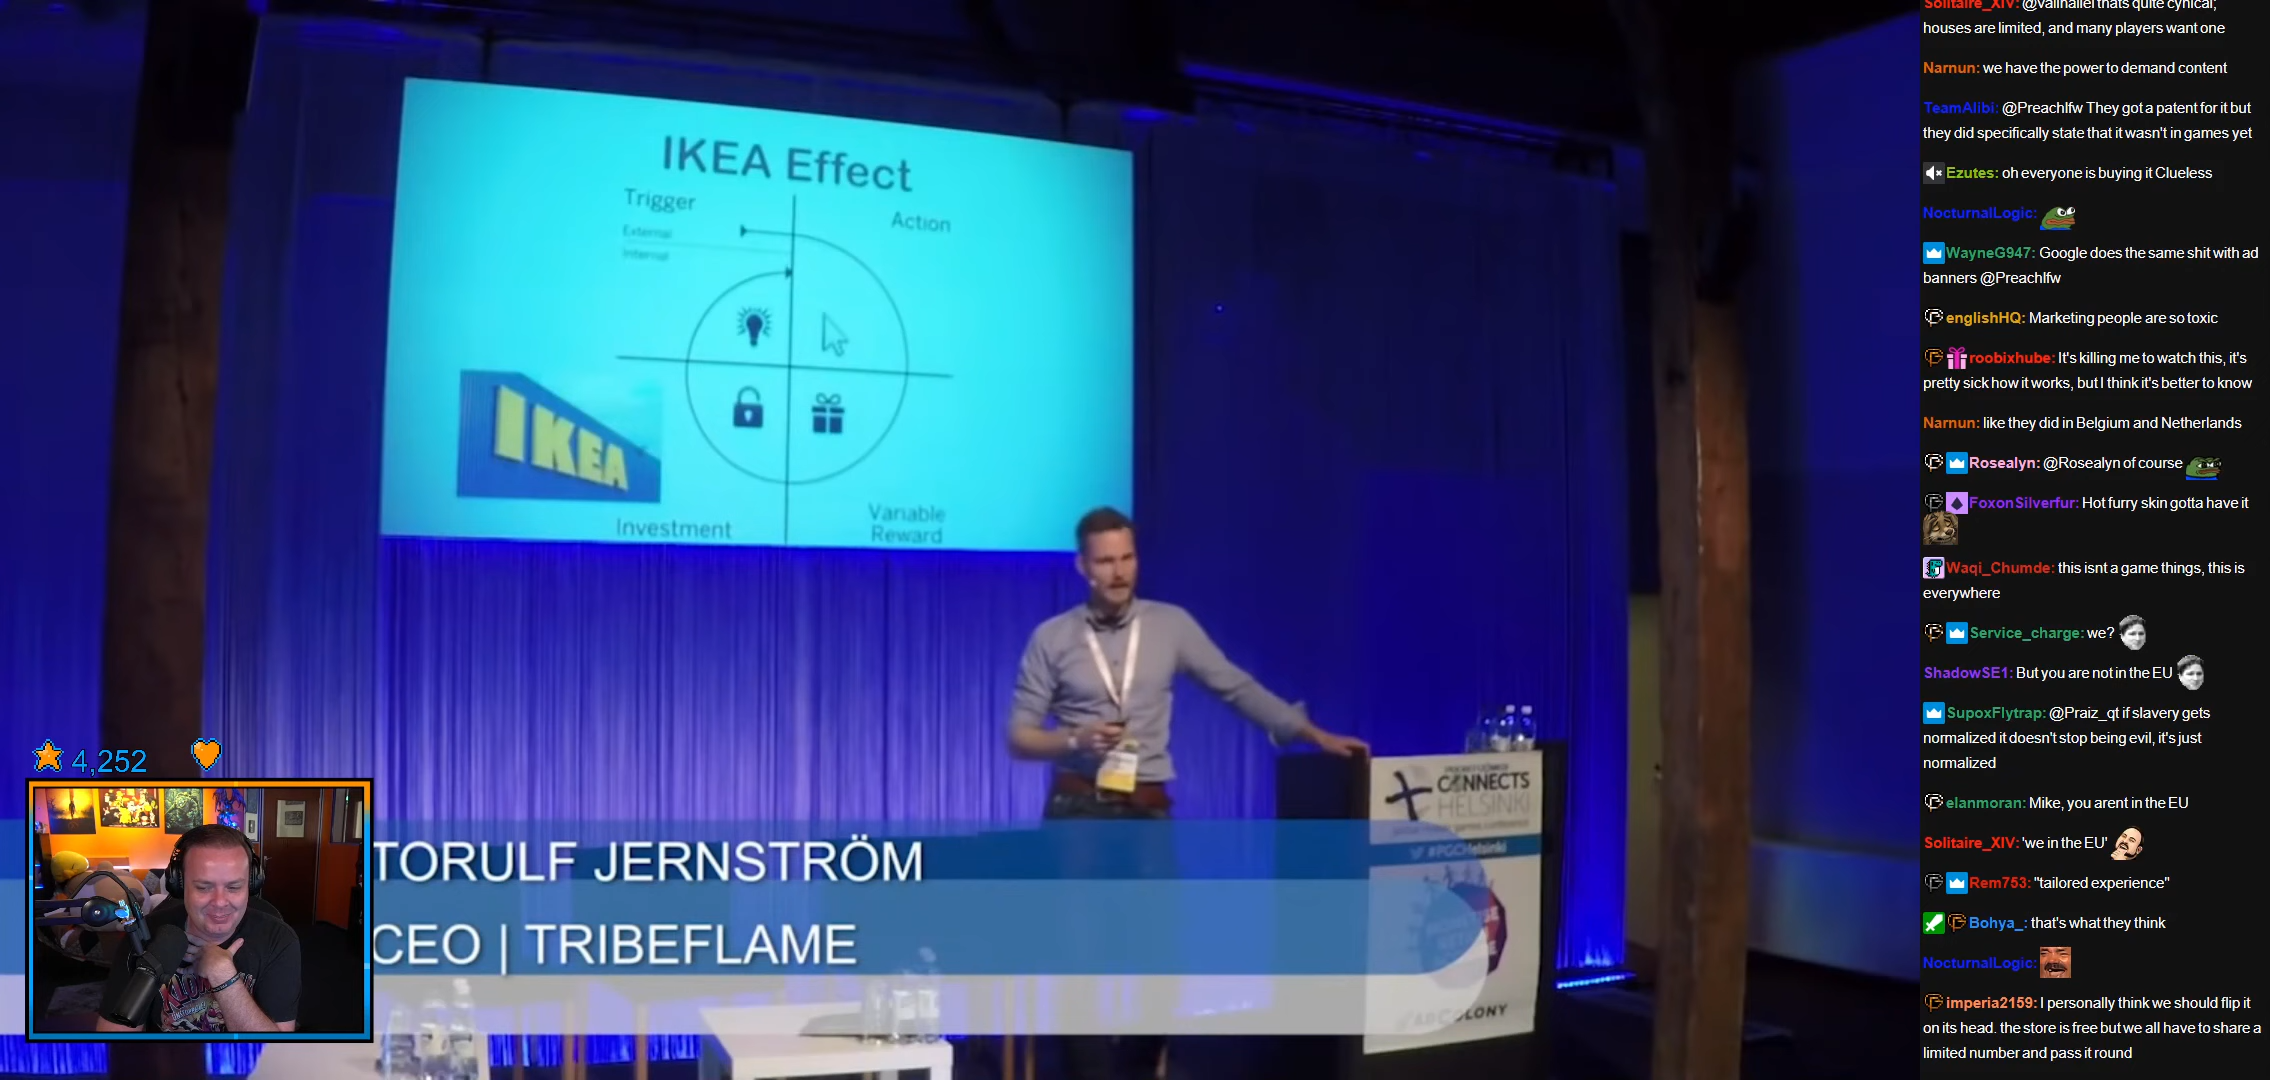 IKEA Effect
Trigger
External
Internal
Action
IKEA
Investment
Variable
Reward
CONNECTS
HELSINKI
#PGCHelsinki
4,252
TORULF JERNSTRÖM
CEO | TRIBEFLAME
Solitaire_XIV: @vallhallel thats quite cynical;
houses are limited, and many players want one
Narnun: we have the power to demand content
TeamAlibi: @Preachlfw They got a patent for it but
they did specifically state that it wasn't in games yet
Ezutes: oh everyone is buying it Clueless
NocturnalLogic:
WayneG947: Google does the same shit with ad
banners @Preachlfw
englishHQ: Marketing people are so toxic
roobixhube: It's killing me to watch this, it's
pretty sick how it works, but I think it's better to know
Narnun: like they did in Belgium and Netherlands
Rosealyn: @Rosealyn of course
FoxonSilverfur: Hot furry skin gotta have it
Waqi_Chumde: this isnt a game things, this is
everywhere
Service_charge: we?
ShadowSE1: But you are not in the EU
SupoxFlytrap: @Praiz_qt if slavery gets
normalized it doesn't stop being evil, it's just
normalized
elanmoran: Mike, you arent in the EU
Solitaire_XIV: 'we in the EU'
Rem753: "tailored experience"
Bohya_: that's what they think
NocturnalLogic:
imperia2159: I personally think we should flip it
on its head. the store is free but we all have to share a
limited number and pass it round